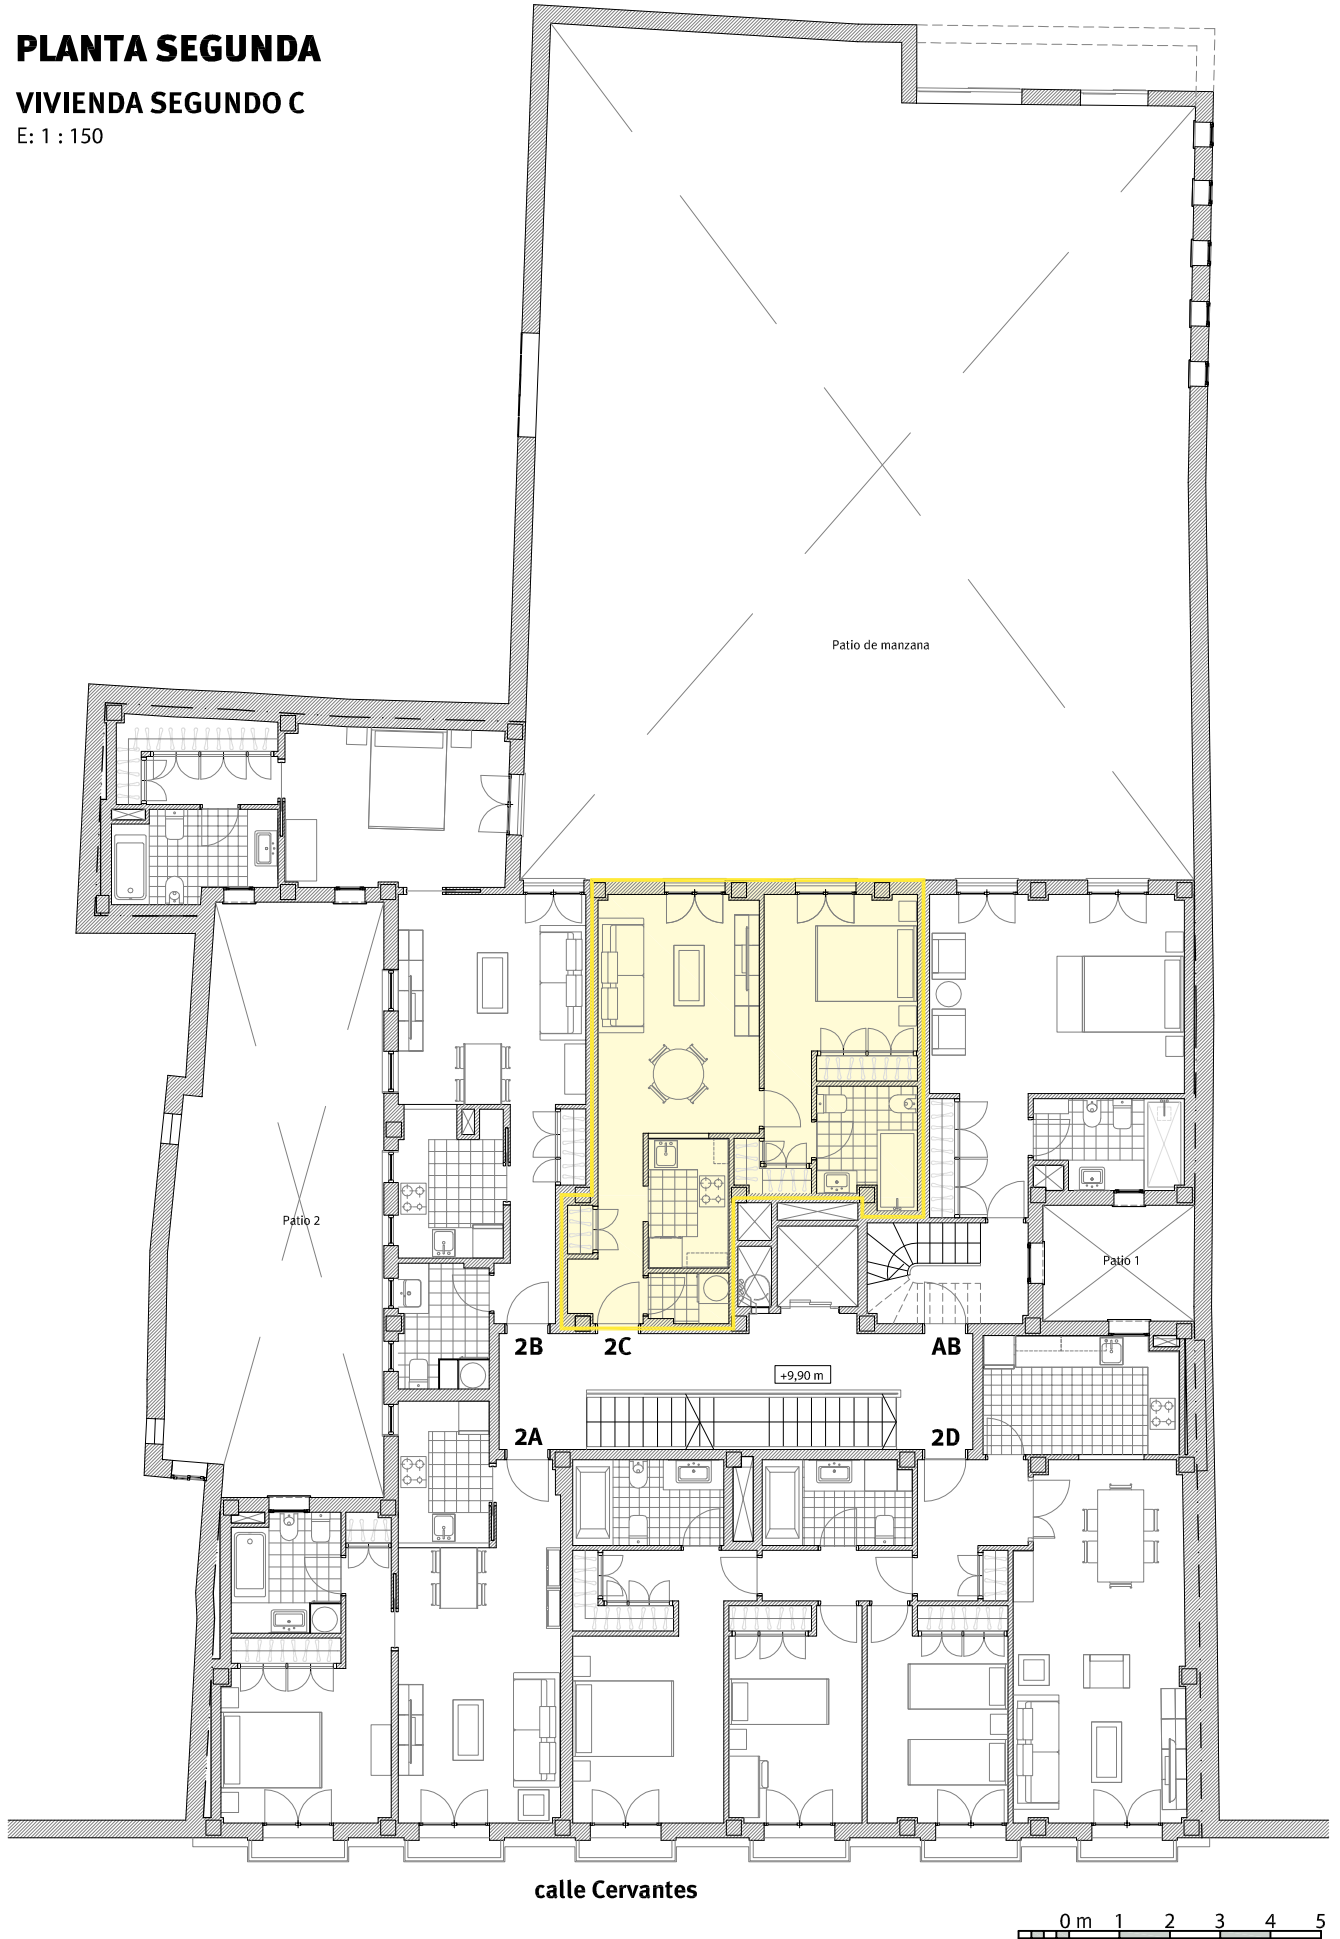 PLANTA SEGUNDA
VIVIENDA SEGUNDO C
E: 1 : 150
Patio de manzana
Patio 2
Patio 1
2B
2C
AB
+9,90 m
2A
2D
calle Cervantes
0 m 1 2 3 4 5